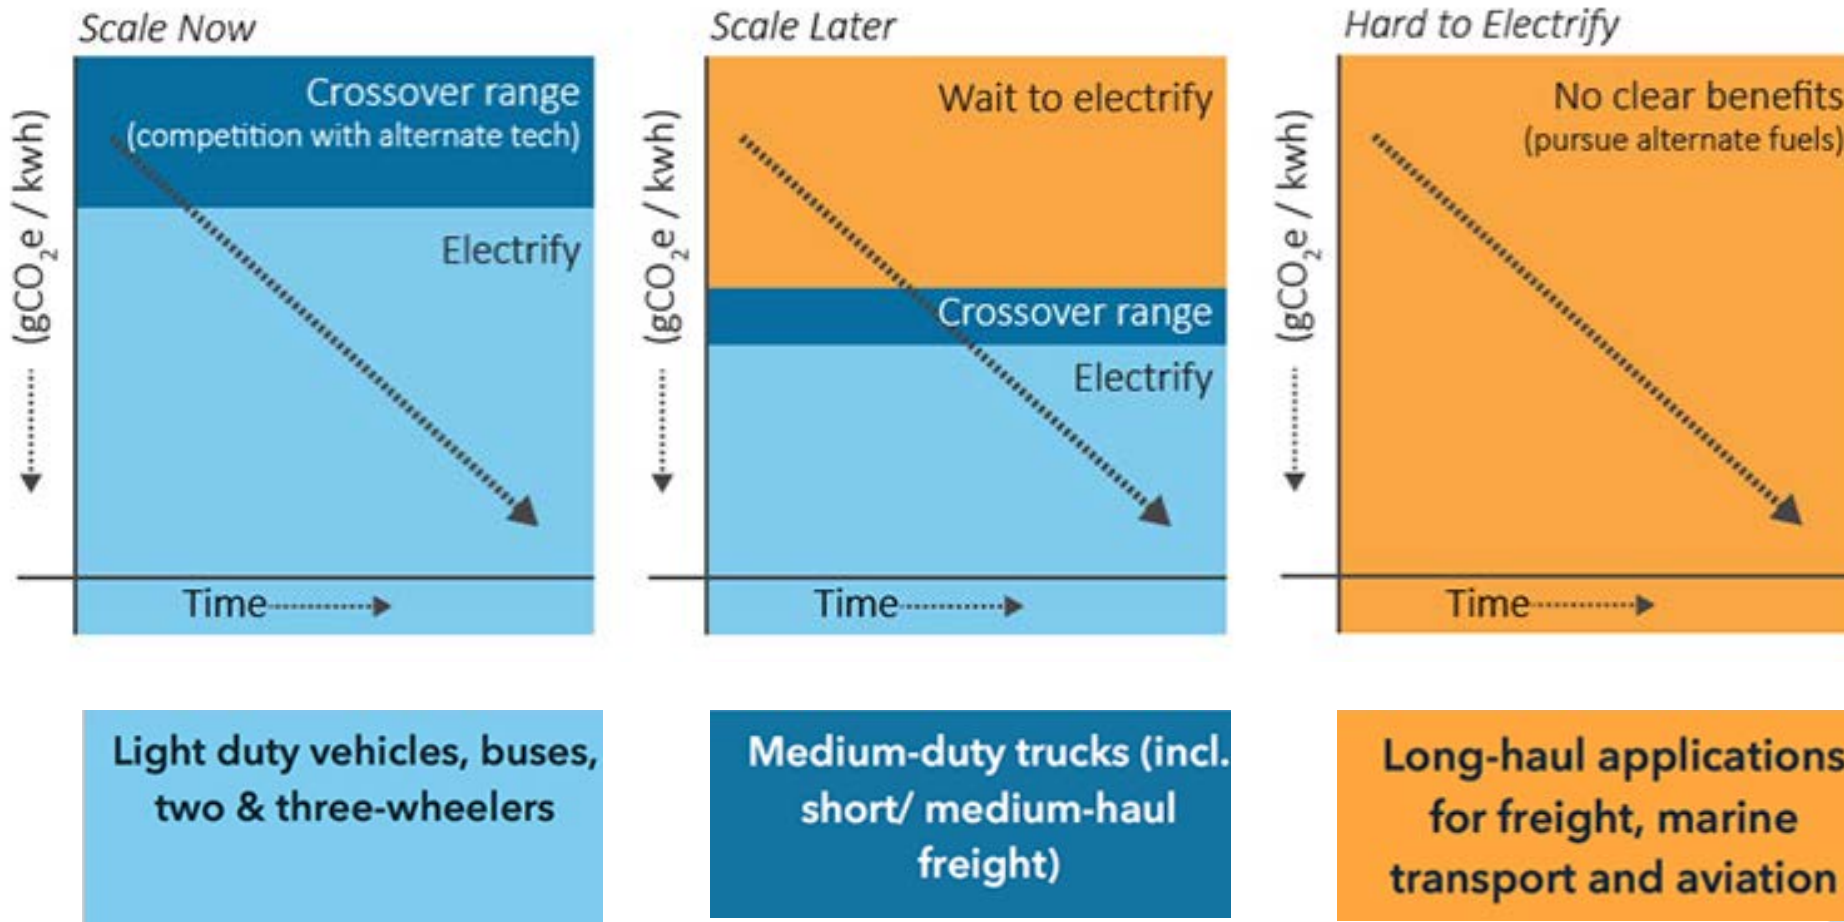 Scale Now
Crossover range
(competition with alternate tech)
Electrify
(gCO₂e / kwh)
Time
Light duty vehicles, buses,
two & three-wheelers
Scale Later
Wait to electrify
Crossover range
Electrify
(gCO₂e / kwh)
Time
Medium-duty trucks (incl.
short/ medium-haul
freight)
Hard to Electrify
No clear benefits
(pursue alternate fuels)
(gCO₂e / kwh)
Time
Long-haul applications
for freight, marine
transport and aviation